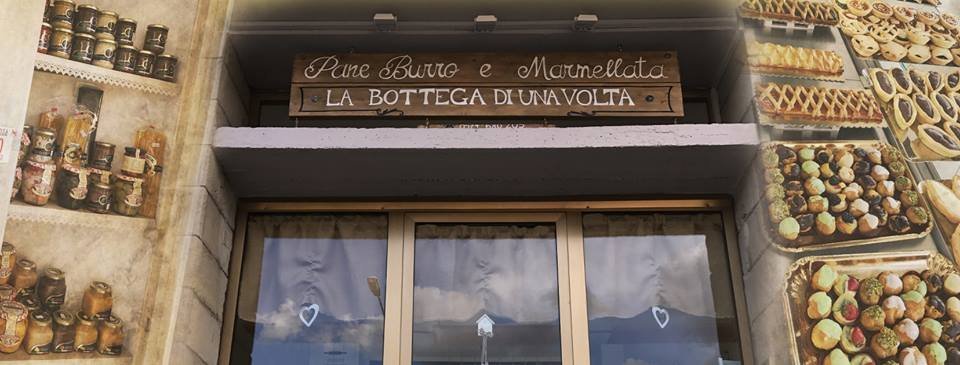 Pane Burro e Marmellata
LA BOTTEGA DI UNA VOLTA